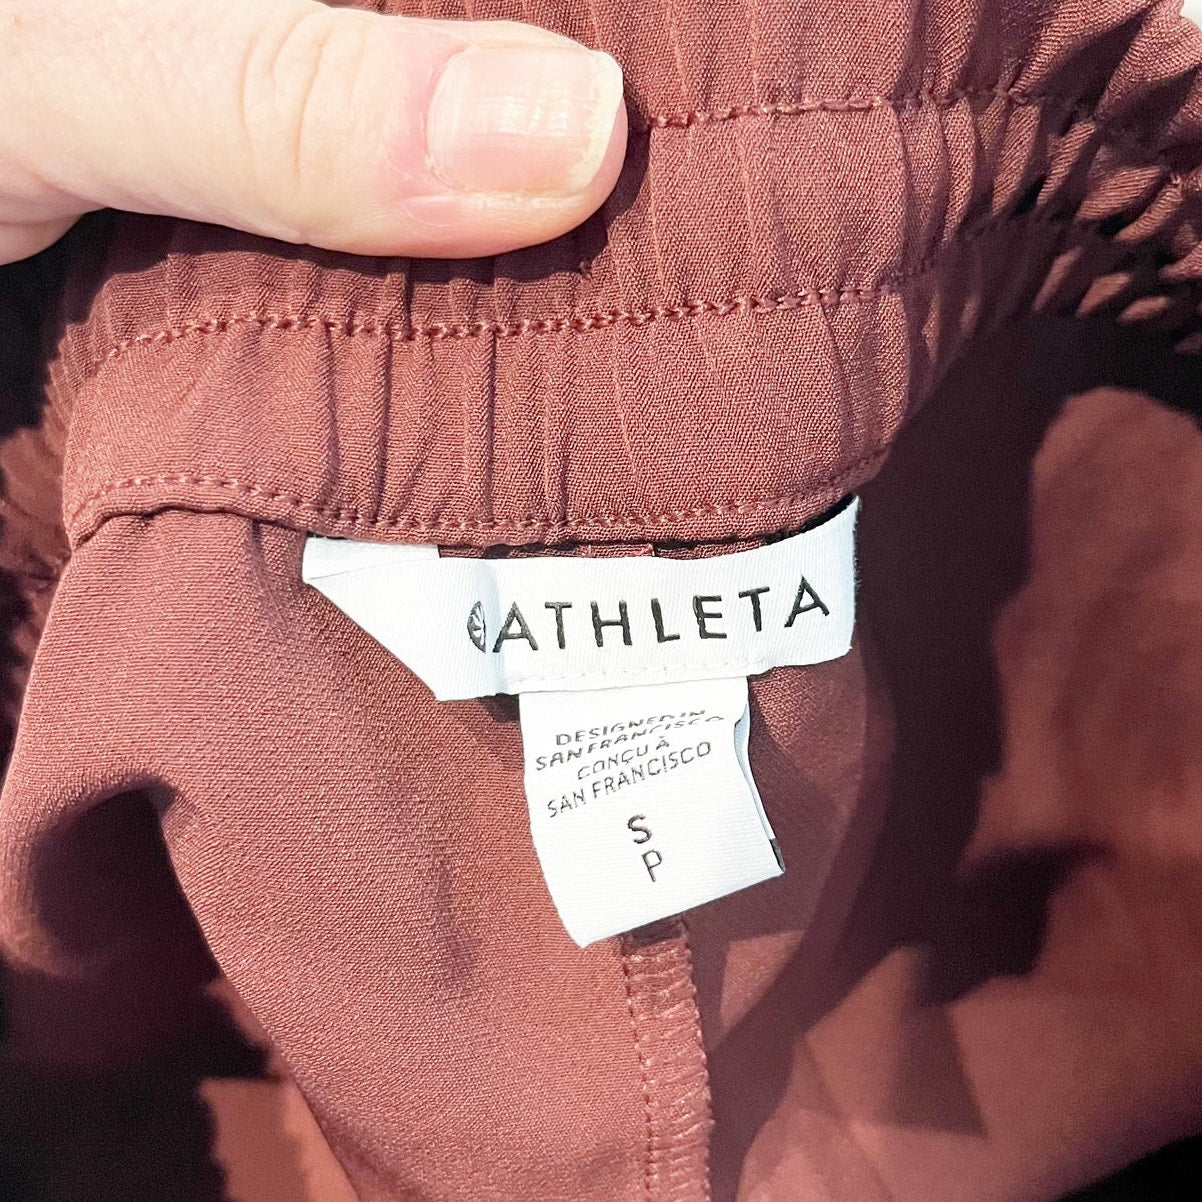 ATHLETA
DESIGNED IN
SAN FRANCISCO
CONÇU À
SAN FRANCISCO
S
P